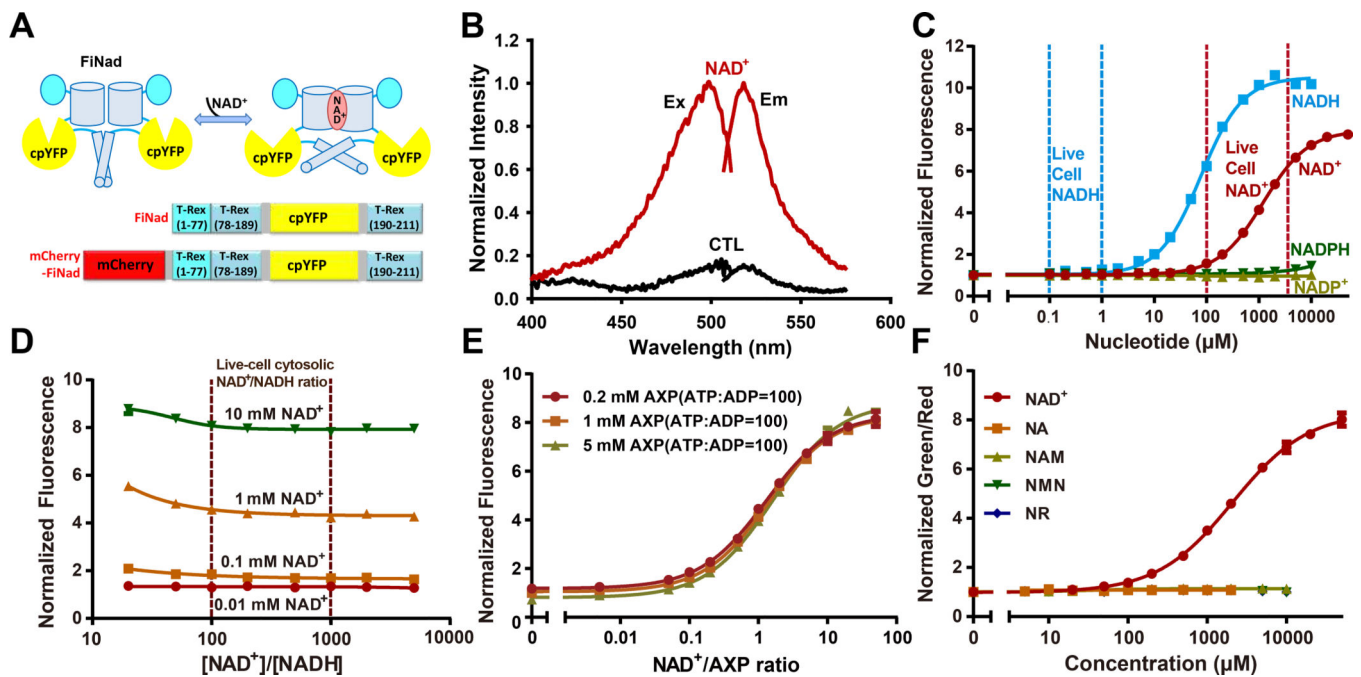 A
FiNad
NAD⁺
N
A
D⁺
cpYFP
cpYFP
cpYFP
cpYFP
FiNad
T-Rex
(1-77)
T-Rex
(78-189)
cpYFP
T-Rex
(190-211)
mCherry
-FiNad
mCherry
T-Rex
(1-77)
T-Rex
(78-189)
cpYFP
T-Rex
(190-211)
B
Normalized Intensity
1.2
1.0
0.8
0.6
0.4
0.2
0.0
NAD⁺
Ex
Em
CTL
400
450
500
550
600
Wavelength (nm)
C
Normalized Fluorescence
12
10
8
6
4
2
0
Live
Cell
NADH
Live
Cell
NAD⁺
NADH
NAD⁺
NADPH
NADP⁺
0
0.1
1
10
100
1000
10000
Nucleotide (µM)
D
Normalized Fluorescence
10
8
6
4
2
0
Live-cell cytosolic
NAD⁺/NADH ratio
10 mM NAD⁺
1 mM NAD⁺
0.1 mM NAD⁺
0.01 mM NAD⁺
10
100
1000
10000
[NAD⁺]/[NADH]
E
Normalized Fluorescence
10
8
6
4
2
0
0.2 mM AXP(ATP:ADP=100)
1 mM AXP(ATP:ADP=100)
5 mM AXP(ATP:ADP=100)
0
0.01
0.1
1
10
100
NAD⁺/AXP ratio
F
Normalized Green/Red
10
8
6
4
2
0
NAD⁺
NA
NAM
NMN
NR
0
10
100
1000
10000
Concentration (µM)